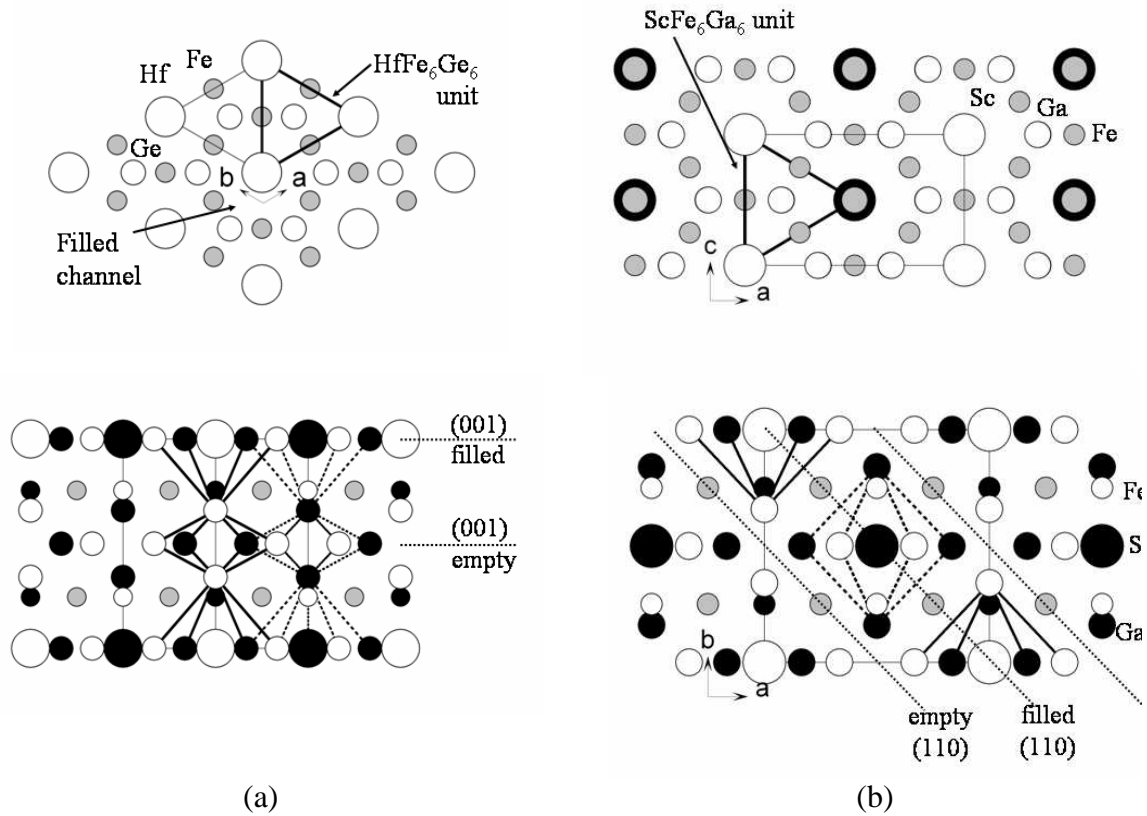 Fe
Hf
HfFe6Ge6
unit
Ge
b
a
Filled
channel
ScFe6Ga6 unit
Sc
Ga
Fe
c
a
(001)
filled
(001)
empty
Fe
S
Ga
b
a
empty
(110)
filled
(110)
(a)
(b)